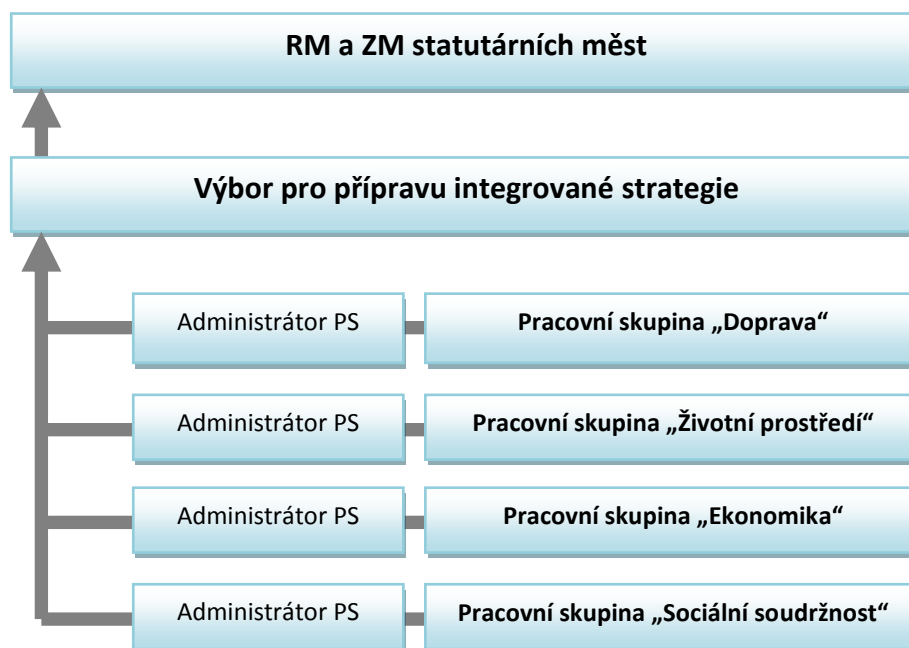 RM a ZM statutárních měst
Výbor pro přípravu integrované strategie
Administrátor PS
Pracovní skupina „Doprava“
Administrátor PS
Pracovní skupina „Životní prostředí“
Administrátor PS
Pracovní skupina „Ekonomika“
Administrátor PS
Pracovní skupina „Sociální soudržnost“